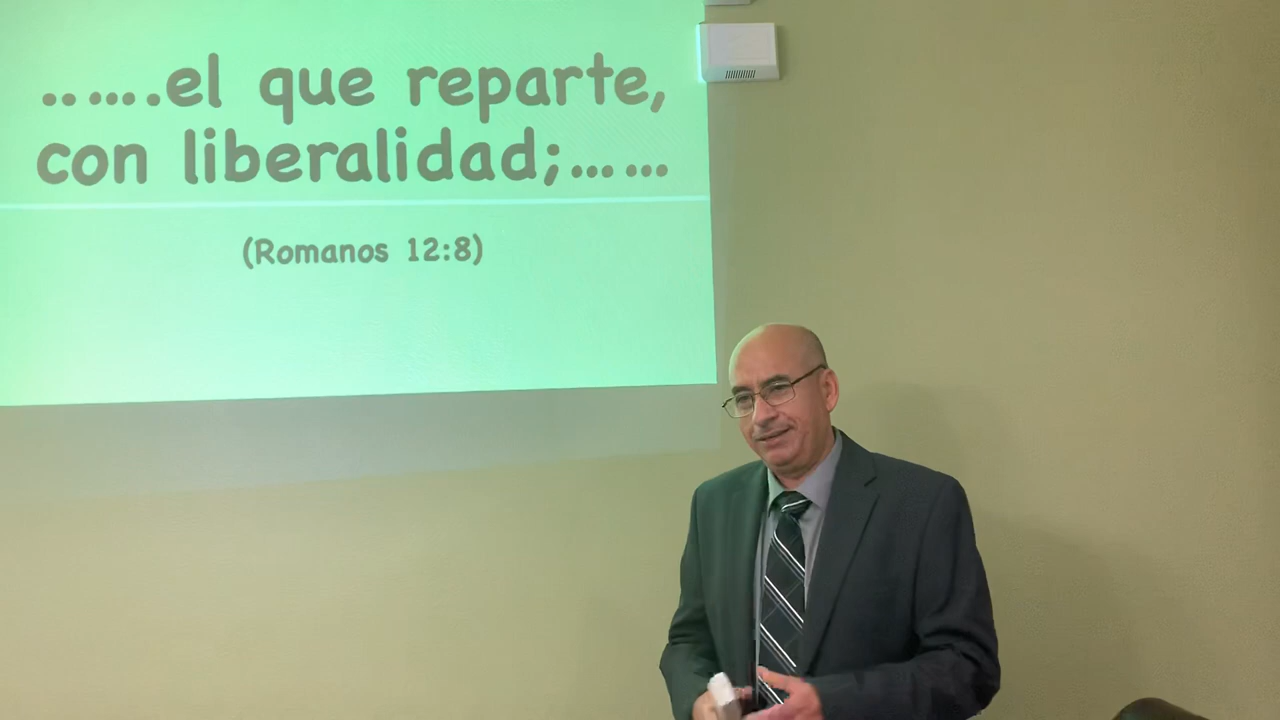 .. ... .el que reparte,
con liberalidad;... ...
(Romanos 12:8)